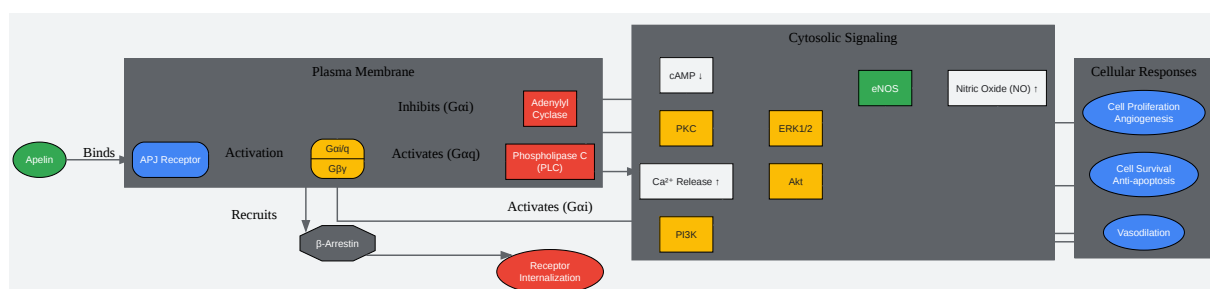 Cytosolic Signaling
Plasma Membrane
Cellular Responses
cAMP ↓
eNOS
Nitric Oxide (NO) ↑
Inhibits (Gαi)
Adenylyl
Cyclase
Cell Proliferation
Angiogenesis
PKC
ERK1/2
Apelin
Binds
APJ Receptor
Activation
Gαi/q
Gβγ
Activates (Gαq)
Phospholipase C
(PLC)
Ca²⁺ Release ↑
Akt
Cell Survival
Anti-apoptosis
Recruits
Activates (Gαi)
β-Arrestin
PI3K
Vasodilation
Receptor
Internalization